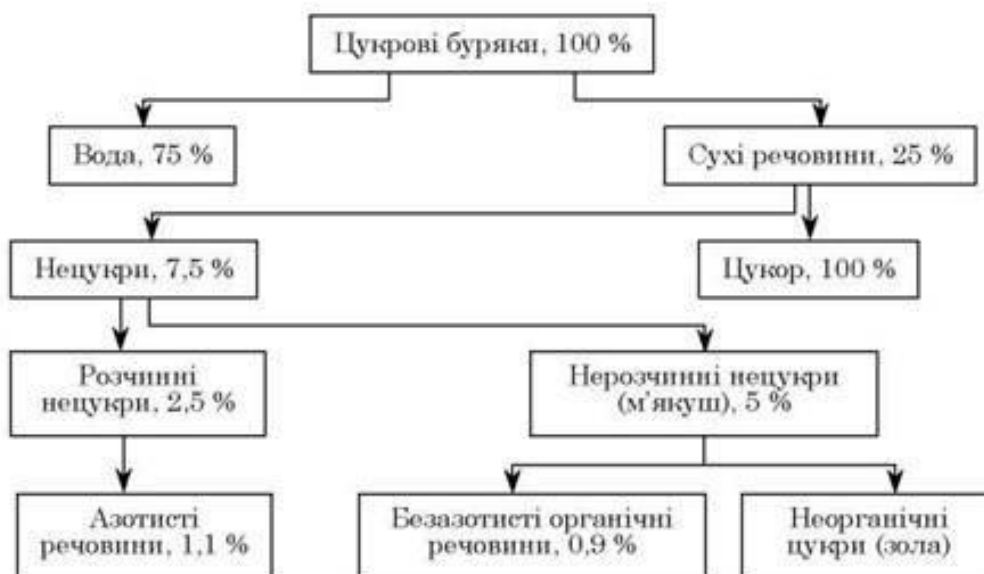 Цукрові буряки, 100 %
Вода, 75 %
Сухі речовини, 25 %
Нецукри, 7,5 %
Цукор, 100 %
Розчинні
нецукри, 2,5 %
Нерозчинні нецукри
(м’якуш), 5 %
Азотисті
речовини, 1,1 %
Безазотисті органічні
речовини, 0,9 %
Неорганічні
цукри (зола)